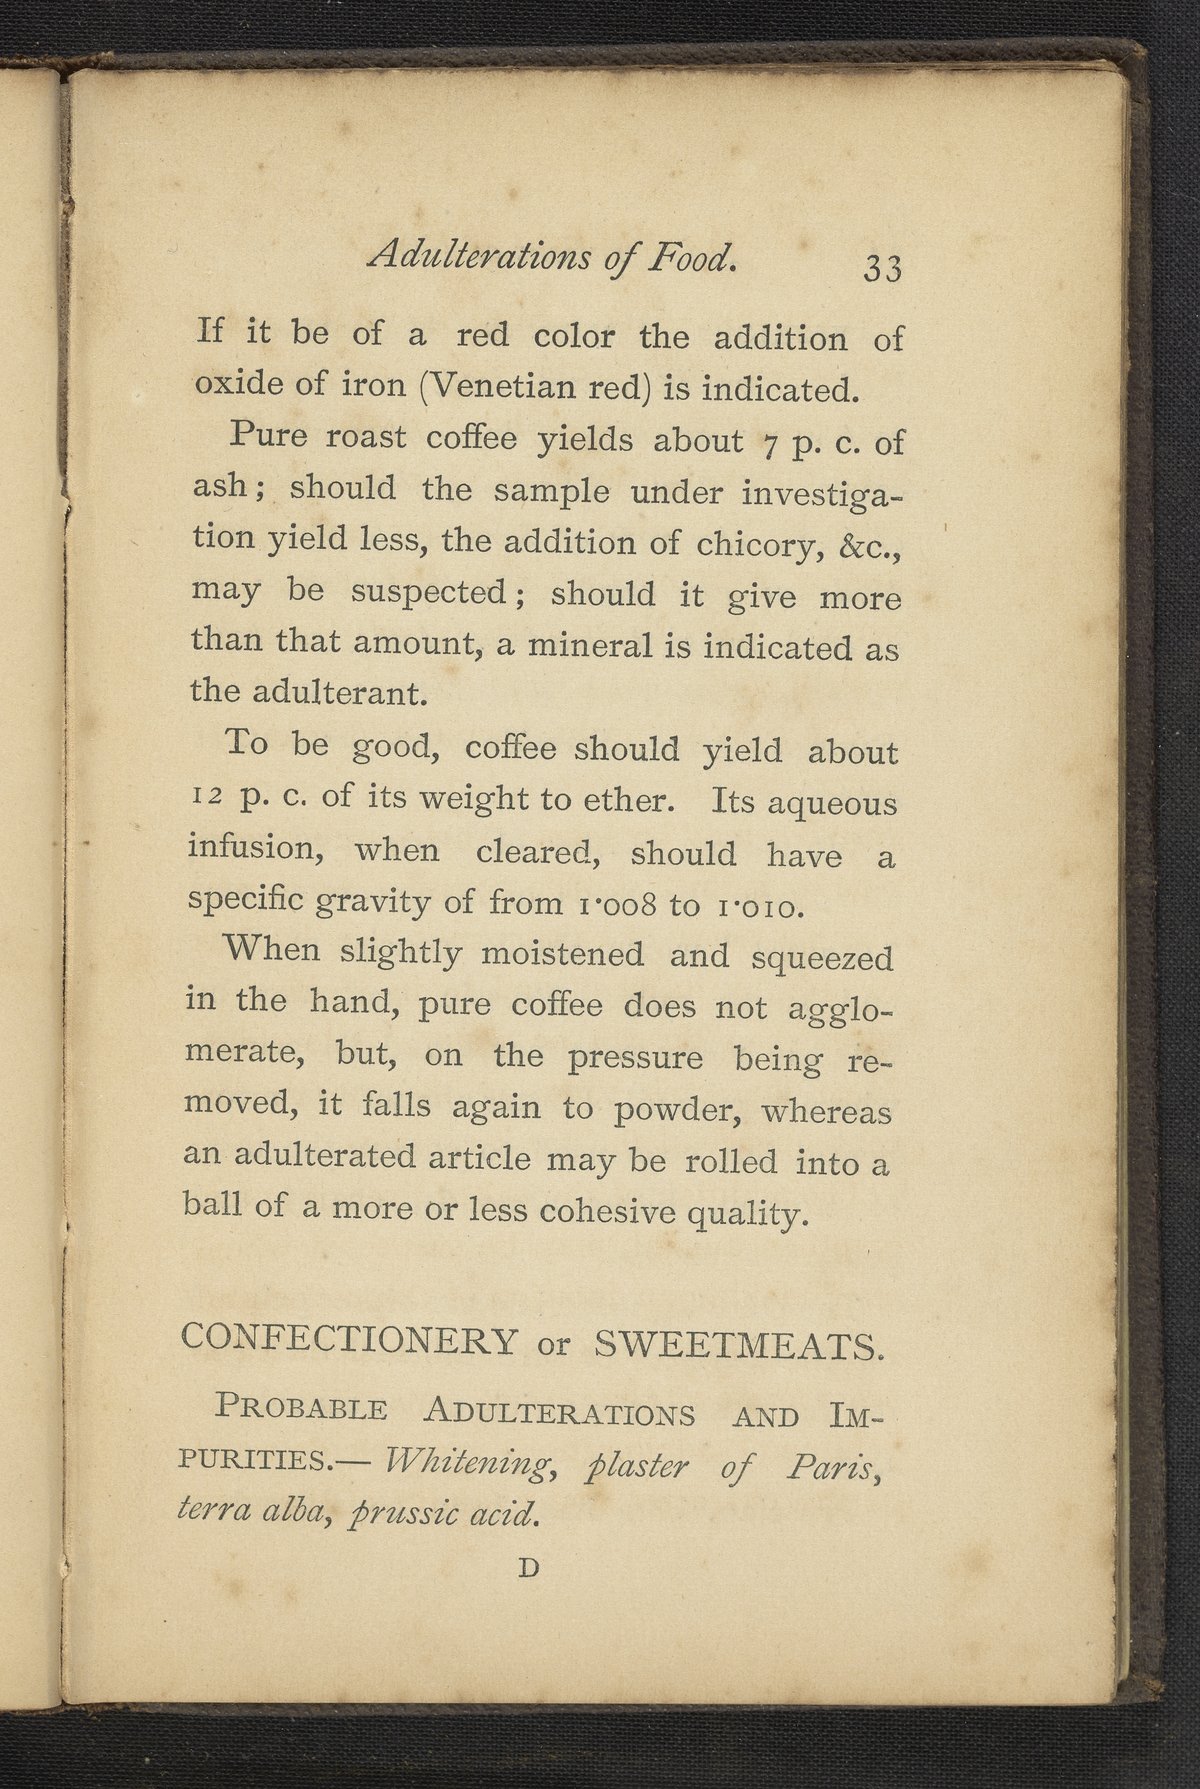 Adulterations of Food. 33
If it be of a red color the addition of
oxide of iron (Venetian red) is indicated.
Pure roast coffee yields about 7 p. c. of
ash; should the sample under investiga-
tion yield less, the addition of chicory, &c.,
may be suspected; should it give more
than that amount, a mineral is indicated as
the adulterant.
To be good, coffee should yield about
12 p. c. of its weight to ether. Its aqueous
infusion, when cleared, should have a
specific gravity of from 1·008 to 1·010.
When slightly moistened and squeezed
in the hand, pure coffee does not agglo-
merate, but, on the pressure being re-
moved, it falls again to powder, whereas
an adulterated article may be rolled into a
ball of a more or less cohesive quality.
CONFECTIONERY or SWEETMEATS.
PROBABLE ADULTERATIONS AND IM-
PURITIES.— Whitening, plaster of Paris,
terra alba, prussic acid.
D